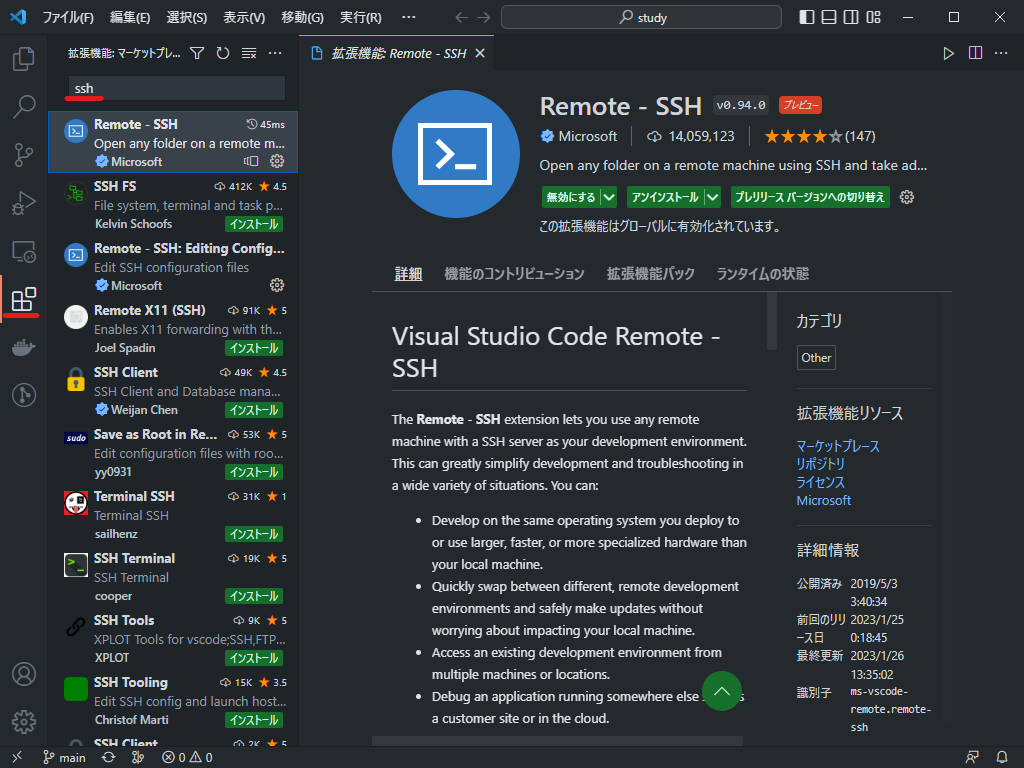 ファイル(F) 編集(E) 選択(S) 表示(V) 移動(G) 実行(R) ···
study
拡張機能: マーケットプレ... ···
ssh
Remote - SSH 45ms
Open any folder on a remote m...
Microsoft
SSH FS 412K ★ 4.5
File system, terminal and task p...
Kelvin Schoofs インストール
Remote - SSH: Editing Config...
Edit SSH configuration files
Microsoft
Remote X11 (SSH) 91K ★ 5
Enables X11 forwarding with th...
Joel Spadin インストール
SSH Client 49K ★ 4.5
SSH Client and Database mana...
Weijan Chen インストール
sudo
Save as Root in Re... 53K ★ 5
Edit configuration files with roo...
yy0931 インストール
Terminal SSH 31K ★ 1
Terminal SSH
sailhenz インストール
SSH Terminal 19K ★ 5
SSH Terminal
cooper インストール
SSH Tools 9K ★ 5
XPLOT Tools for vscode;SSH,FTP...
XPLOT インストール
SSH Tooling 15K ★ 3.5
Edit SSH config and launch host...
Christof Marti インストール
SSH Client 2K ★ 5
拡張機能: Remote - SSH
Remote - SSH v0.94.0 プレビュー
Microsoft 14,059,123 ★★★★☆(147)
Open any folder on a remote machine using SSH and take ad...
無効にする アンインストール プレリリース バージョンへの切り替え
この拡張機能はグローバルに有効化されています。
詳細 機能のコントリビューション 拡張機能パック ランタイムの状態
Visual Studio Code Remote -
SSH
The Remote - SSH extension lets you use any remote
machine with a SSH server as your development environment.
This can greatly simplify development and troubleshooting in
a wide variety of situations. You can:
• Develop on the same operating system you deploy to
or use larger, faster, or more specialized hardware than
your local machine.
• Quickly swap between different, remote development
environments and safely make updates without
worrying about impacting your local machine.
• Access an existing development environment from
multiple machines or locations.
• Debug an application running somewhere else
a customer site or in the cloud.
カテゴリ
Other
拡張機能リソース
マーケットプレース
リポジトリ
ライセンス
Microsoft
詳細情報
公開済み 2019/5/3
3:40:34
前回のリリ 2023/1/25
ース日 0:18:45
最終更新 2023/1/26
13:35:02
識別子 ms-vscode-
remote.remote-
ssh
main 0 0